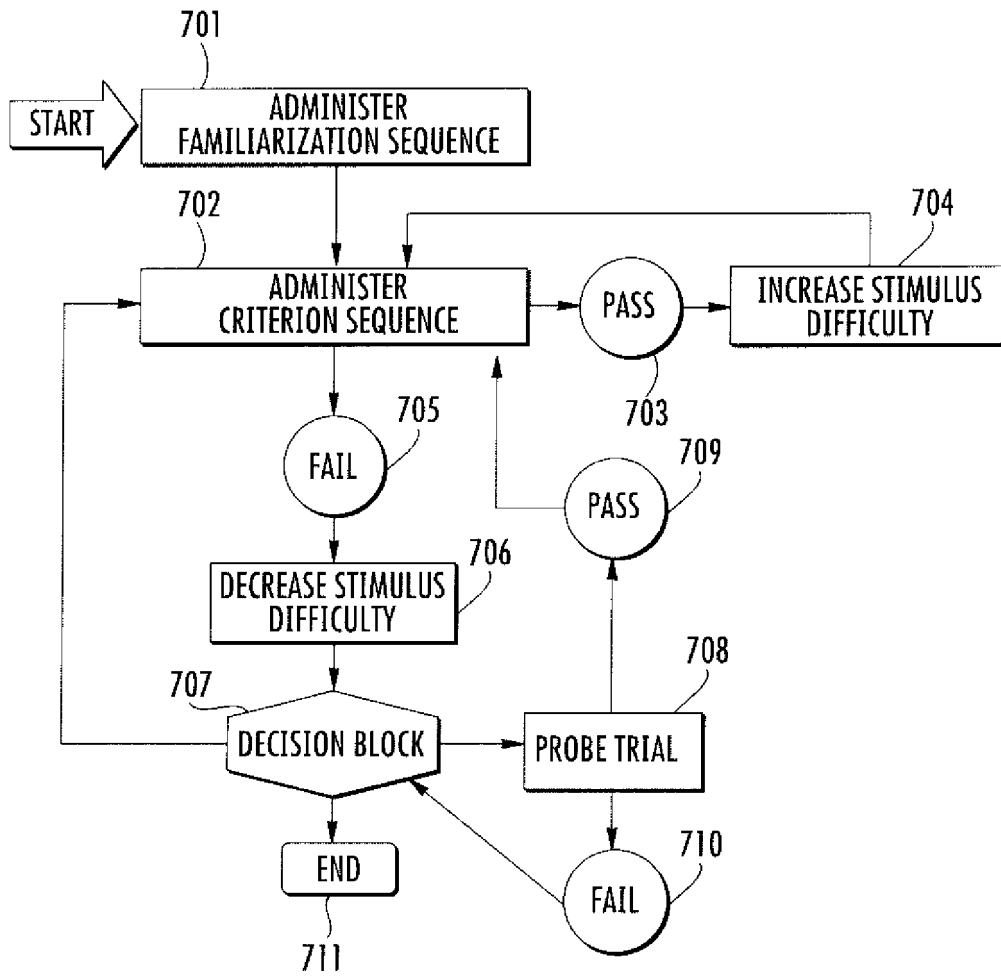 701
START
ADMINISTER
FAMILIARIZATION SEQUENCE
702
704
ADMINISTER
CRITERION SEQUENCE
PASS
INCREASE STIMULUS
DIFFICULTY
703
705
FAIL
709
PASS
706
DECREASE STIMULUS
DIFFICULTY
708
707
DECISION BLOCK
PROBE TRIAL
END
710
FAIL
711